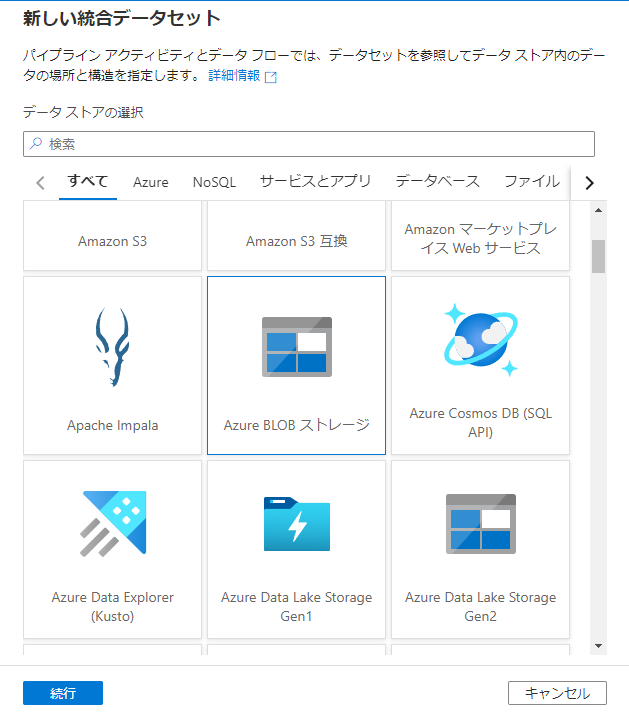 新しい統合データセット
パイプライン アクティビティとデータ フローでは、データセットを参照してデータ ストア内のデー
タの場所と構造を指定します。 詳細情報
データ ストアの選択
検索
すべて Azure NoSQL サービスとアプリ データベース ファイル
Amazon S3
Amazon S3 互換
Amazon マーケットプレ
イス Web サービス
Apache Impala
Azure BLOB ストレージ
Azure Cosmos DB (SQL
API)
Azure Data Explorer
(Kusto)
Azure Data Lake Storage
Gen1
Azure Data Lake Storage
Gen2
続行
キャンセル